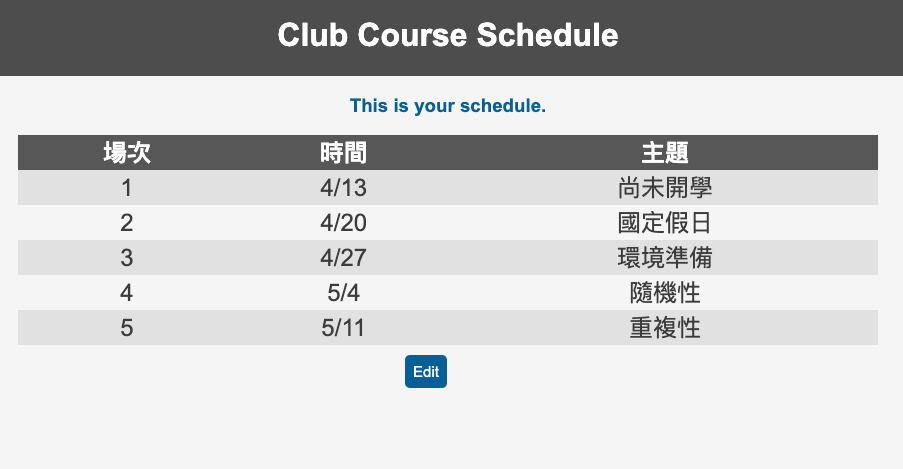 Club Course Schedule
This is your schedule.
場次 時間 主題
1 4/13 尚未開學
2 4/20 國定假日
3 4/27 環境準備
4 5/4 隨機性
5 5/11 重複性
Edit